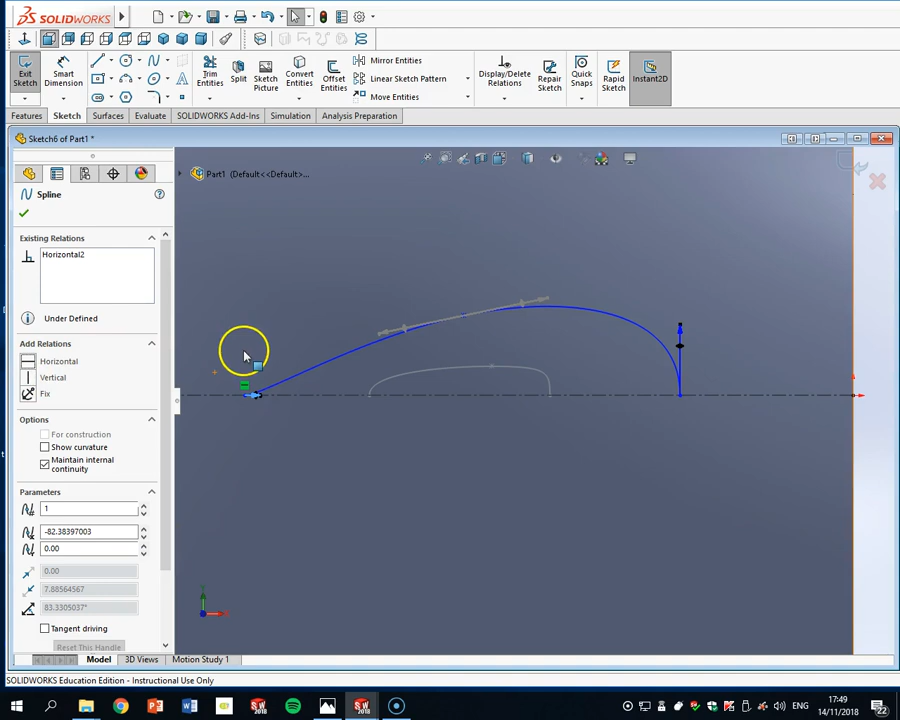 SOLIDWORKS
Exit Sketch
Smart Dimension
Trim Entities
Split
Sketch Picture
Convert Entities
Offset Entities
Mirror Entities
Linear Sketch Pattern
Move Entities
Display/Delete Relations
Repair Sketch
Quick Snaps
Rapid Sketch
Instant2D
Features
Sketch
Surfaces
Evaluate
SOLIDWORKS Add-Ins
Simulation
Analysis Preparation
Sketch6 of Part1 *
Part1 (Default<<Default>...
Spline
Existing Relations
Horizontal2
Under Defined
Add Relations
Horizontal
Vertical
Fix
Options
For construction
Show curvature
Maintain internal continuity
Parameters
1
-82.38397003
0.00
0.00
7.88564567
83.3305037°
Tangent driving
Reset This Handle
Model
3D Views
Motion Study 1
SOLIDWORKS Education Edition - Instructional Use Only
ENG
17:49
14/11/2018
22